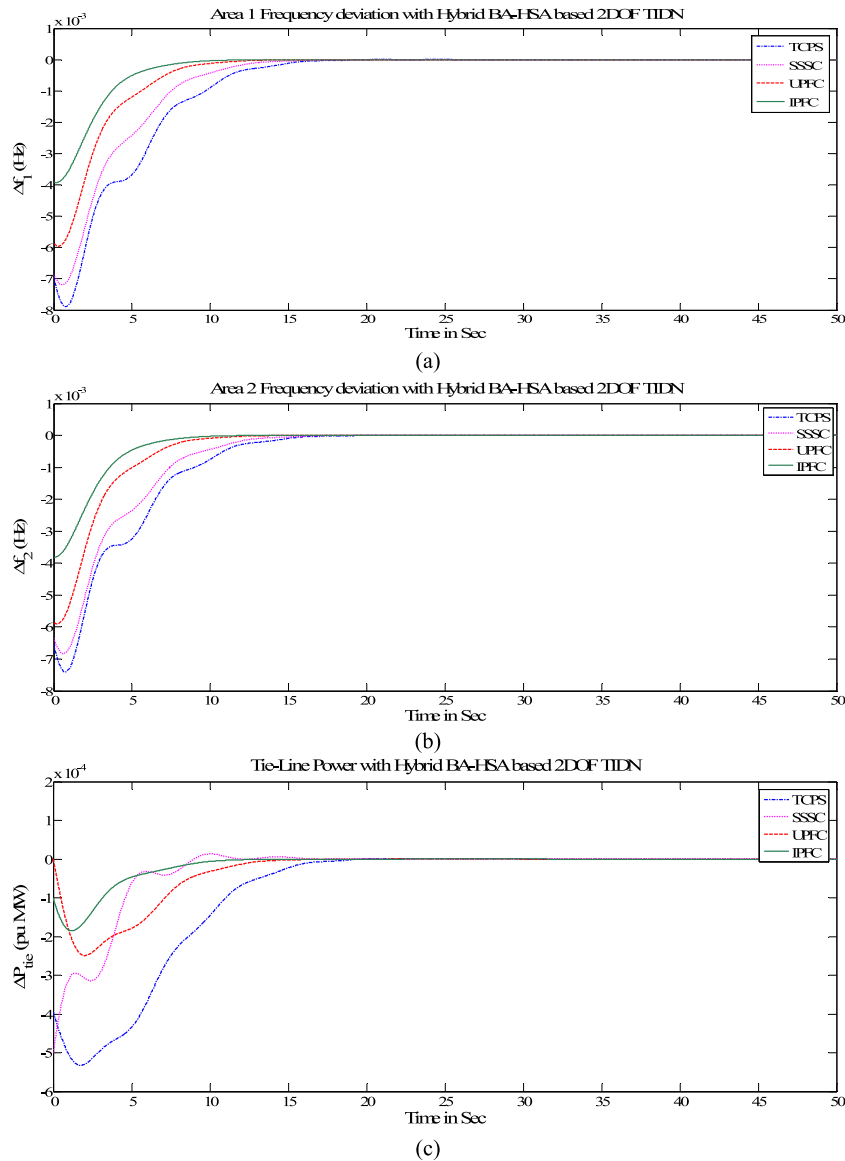 Area 1 Frequency deviation with Hybrid BA-HSA based 2DOF TIDN
x 10-3
1
0
-1
-2
-3
-4
-5
-6
-7
-8
Δf1 (Hz)
TCPS
SSSC
UPFC
IPFC
0 5 10 15 20 25 30 35 40 45 50
Time in Sec
(a)
Area 2 Frequency deviation with Hybrid BA-HSA based 2DOF TIDN
x 10-3
1
0
-1
-2
-3
-4
-5
-6
-7
-8
Δf2 (Hz)
TCPS
SSSC
UPFC
IPFC
0 5 10 15 20 25 30 35 40 45 50
Time in Sec
(b)
Tie-Line Power with Hybrid BA-HSA based 2DOF TIDN
x 10-4
2
1
0
-1
-2
-3
-4
-5
-6
ΔPtie (pu MW)
TCPS
SSSC
UPFC
IPFC
0 5 10 15 20 25 30 35 40 45 50
Time in Sec
(c)